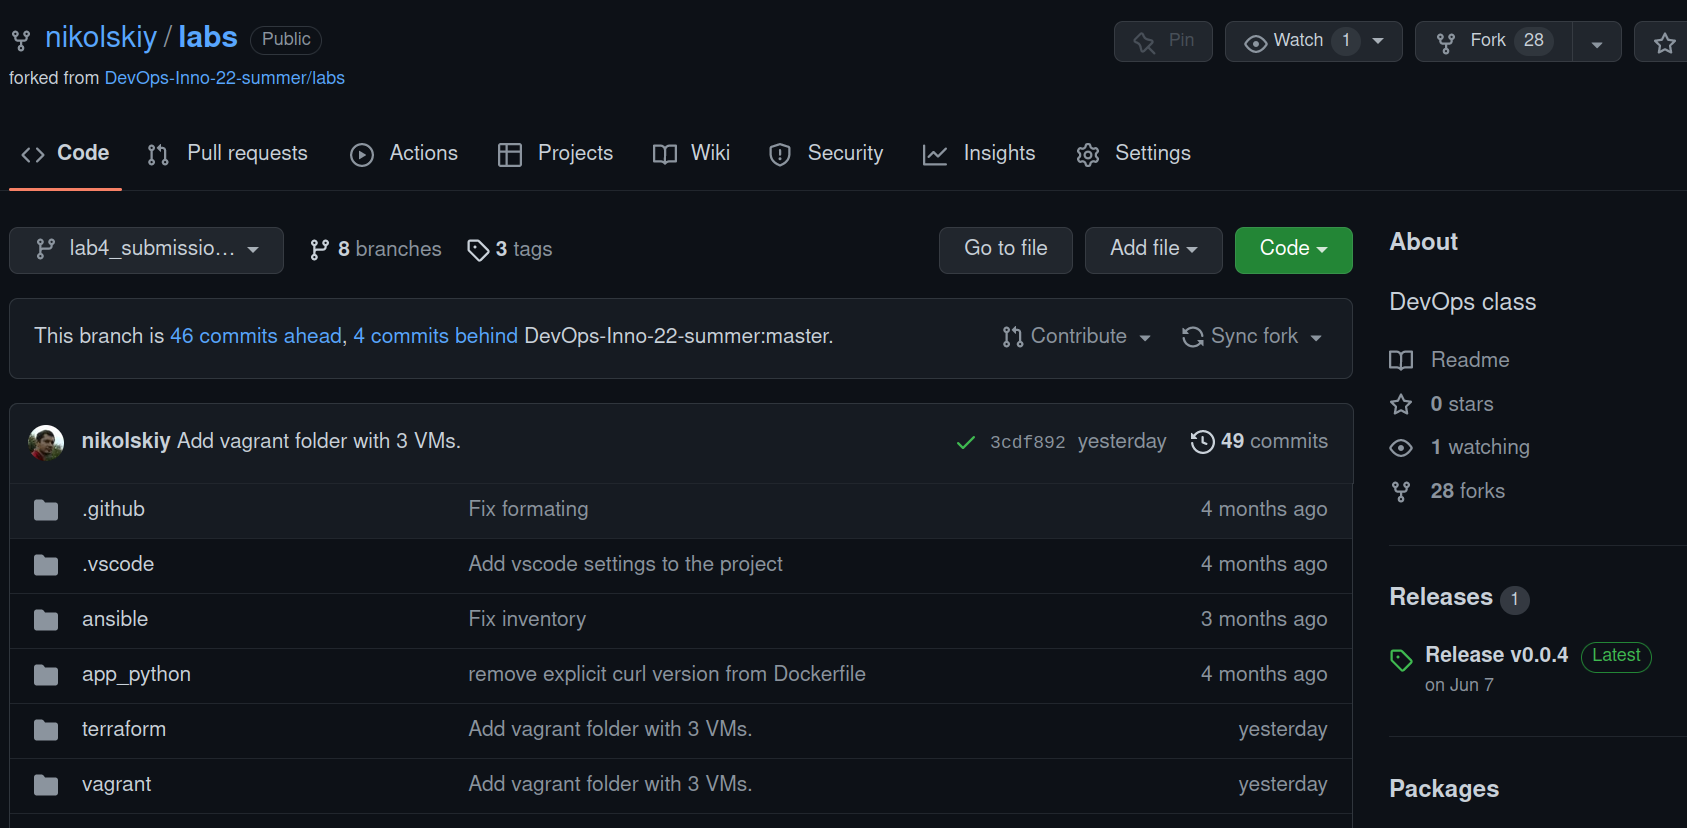 nikolskiy / labs Public
Pin
Watch 1
Fork 28
forked from DevOps-Inno-22-summer/labs
Code
Pull requests
Actions
Projects
Wiki
Security
Insights
Settings
lab4_submissio...
8 branches
3 tags
Go to file
Add file
Code
This branch is 46 commits ahead, 4 commits behind DevOps-Inno-22-summer:master.
Contribute
Sync fork
nikolskiy Add vagrant folder with 3 VMs.
3cdf892 yesterday
49 commits
.github Fix formating 4 months ago
.vscode Add vscode settings to the project 4 months ago
ansible Fix inventory 3 months ago
app_python remove explicit curl version from Dockerfile 4 months ago
terraform Add vagrant folder with 3 VMs. yesterday
vagrant Add vagrant folder with 3 VMs. yesterday
About
DevOps class
Readme
0 stars
1 watching
28 forks
Releases 1
Release v0.0.4 Latest
on Jun 7
Packages